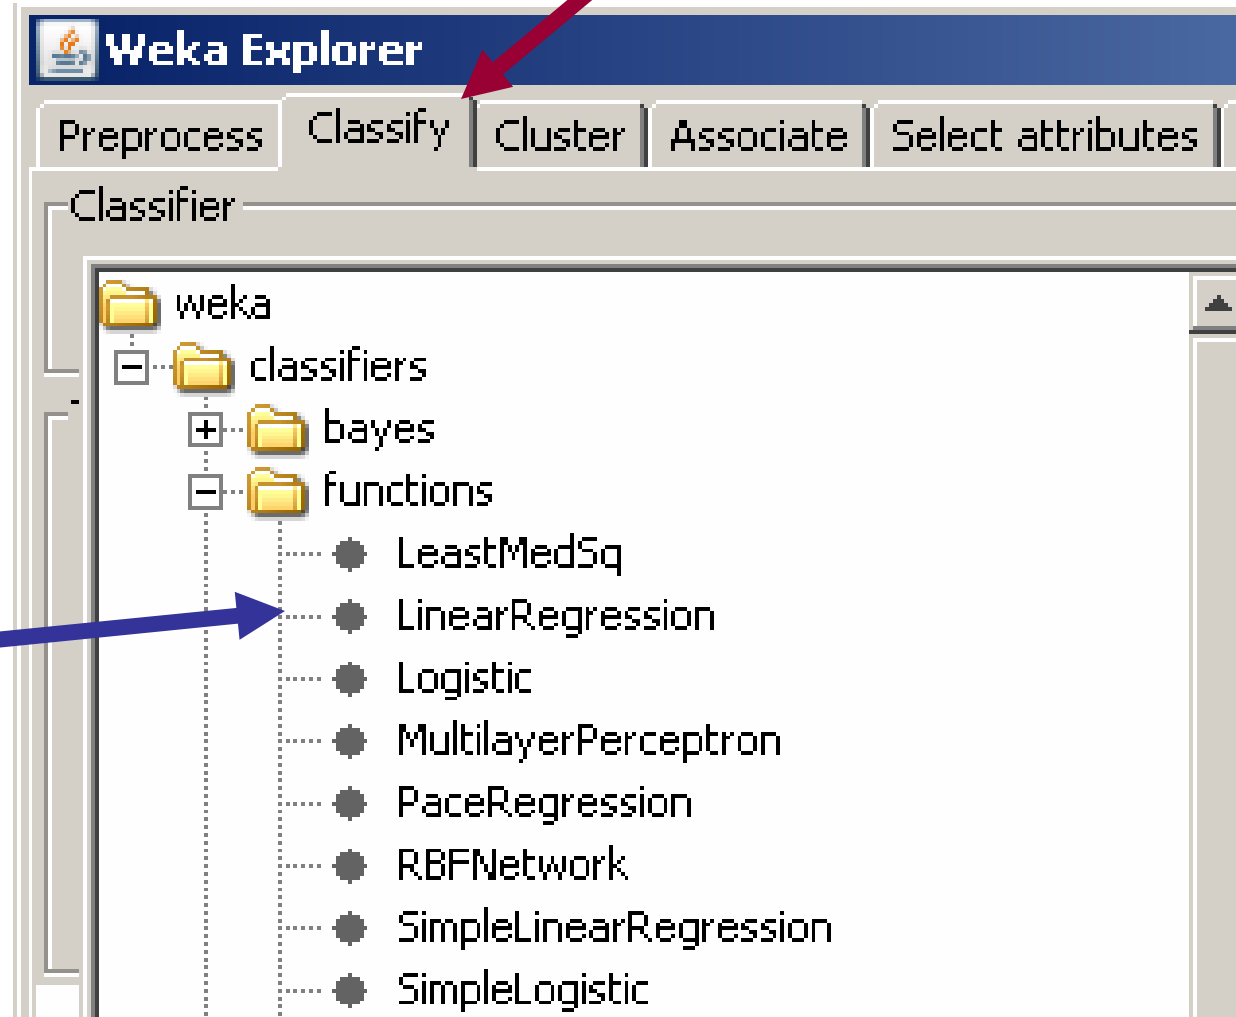 Weka Explorer
Preprocess Classify Cluster Associate Select attributes
Classifier
weka
classifiers
bayes
functions
LeastMedSq
LinearRegression
Logistic
MultilayerPerceptron
PaceRegression
RBFNetwork
SimpleLinearRegression
SimpleLogistic